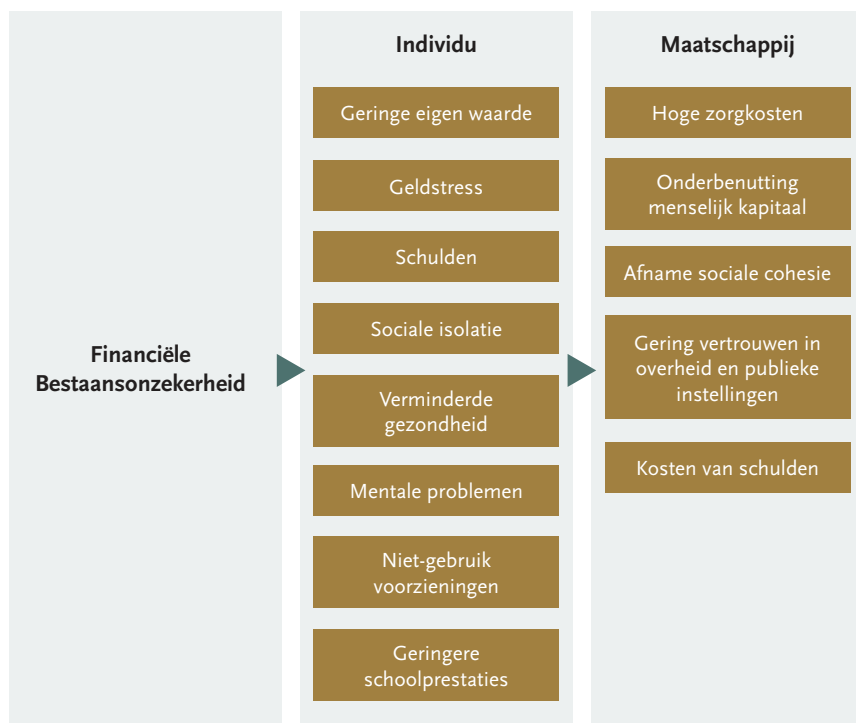 Financiële
Bestaansonzekerheid
Individu
Geringe eigen waarde
Geldstress
Schulden
Sociale isolatie
Verminderde
gezondheid
Mentale problemen
Niet-gebruik
voorzieningen
Geringere
schoolprestaties
Maatschappij
Hoge zorgkosten
Onderbenutting
menselijk kapitaal
Afname sociale cohesie
Gering vertrouwen in
overheid en publieke
instellingen
Kosten van schulden